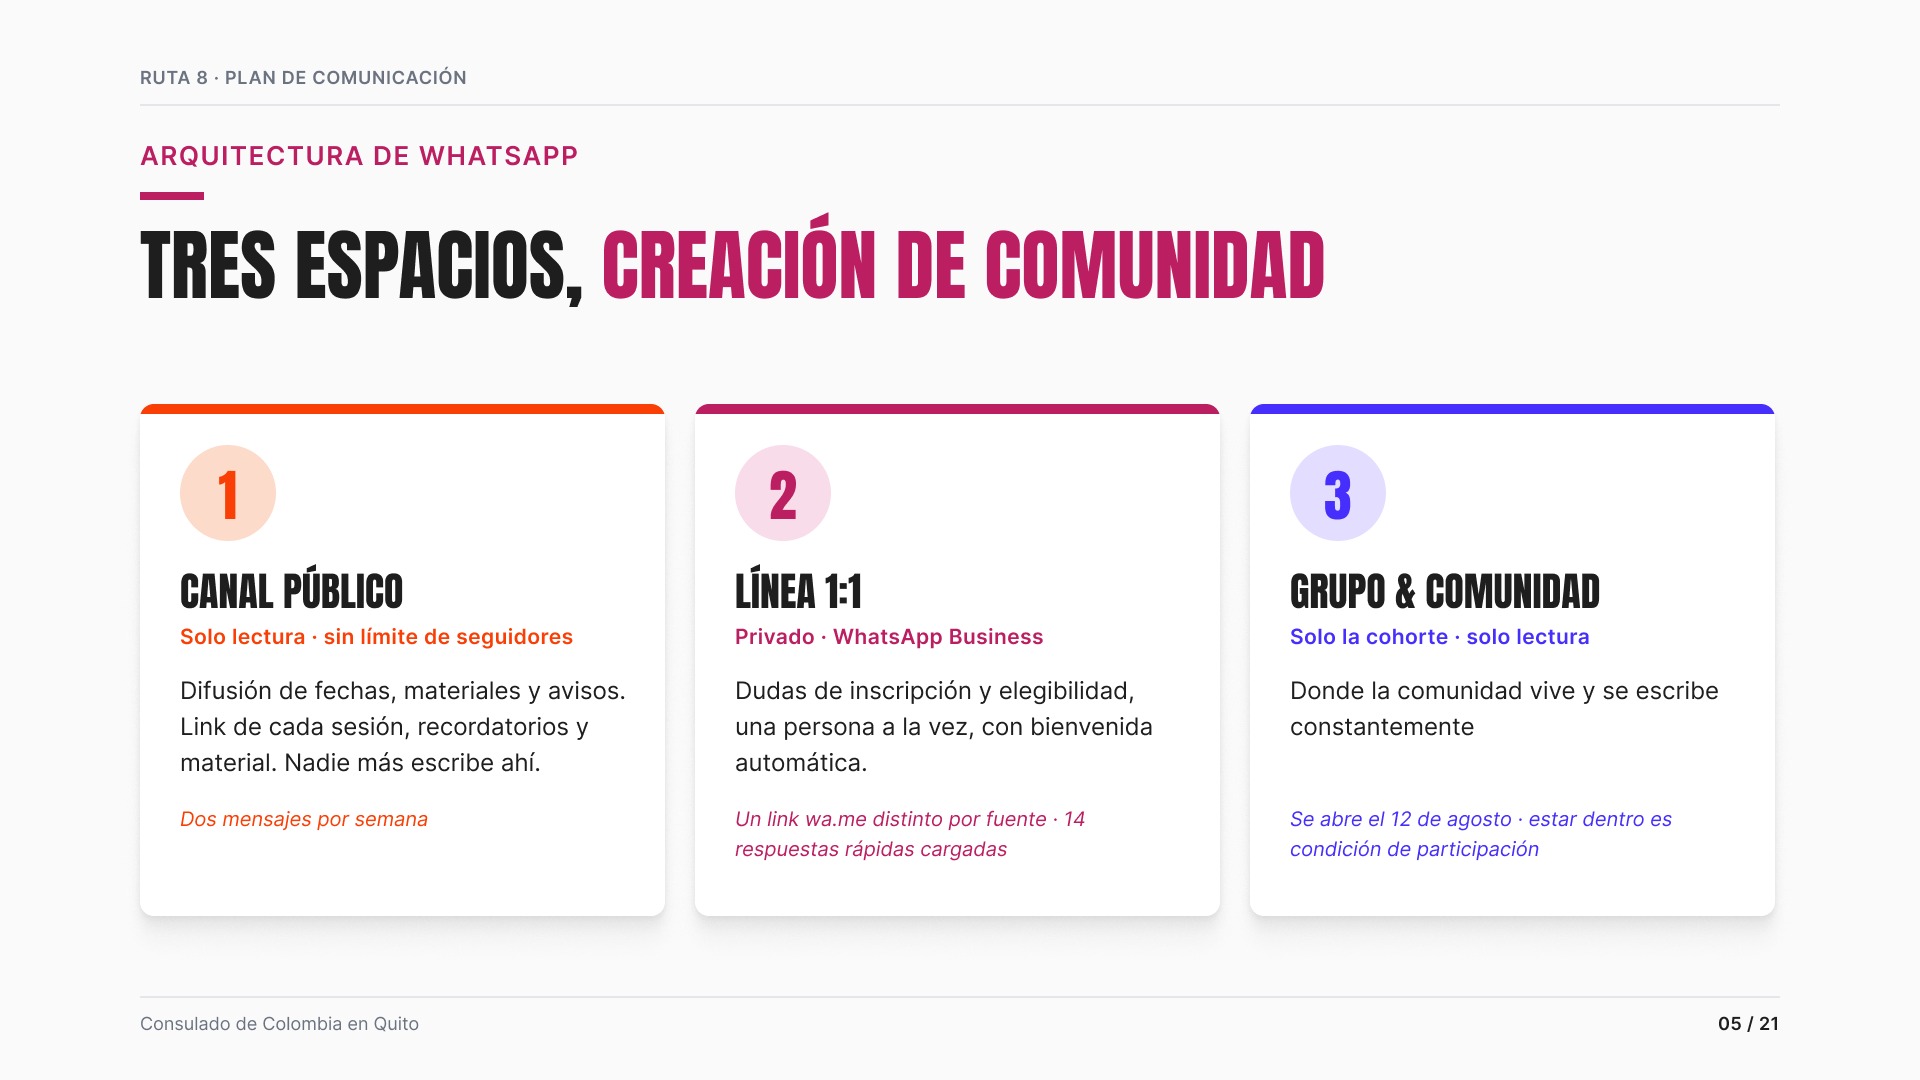 RUTA 8 · PLAN DE COMUNICACIÓN
ARQUITECTURA DE WHATSAPP
TRES ESPACIOS, CREACIÓN DE COMUNIDAD
1
CANAL PÚBLICO
Solo lectura · sin límite de seguidores
Difusión de fechas, materiales y avisos.
Link de cada sesión, recordatorios y
material. Nadie más escribe ahí.
Dos mensajes por semana
2
LÍNEA 1:1
Privado · WhatsApp Business
Dudas de inscripción y elegibilidad,
una persona a la vez, con bienvenida
automática.
Un link wa.me distinto por fuente · 14
respuestas rápidas cargadas
3
GRUPO & COMUNIDAD
Solo la cohorte · solo lectura
Donde la comunidad vive y se escribe
constantemente
Se abre el 12 de agosto · estar dentro es
condición de participación
Consulado de Colombia en Quito
05 / 21